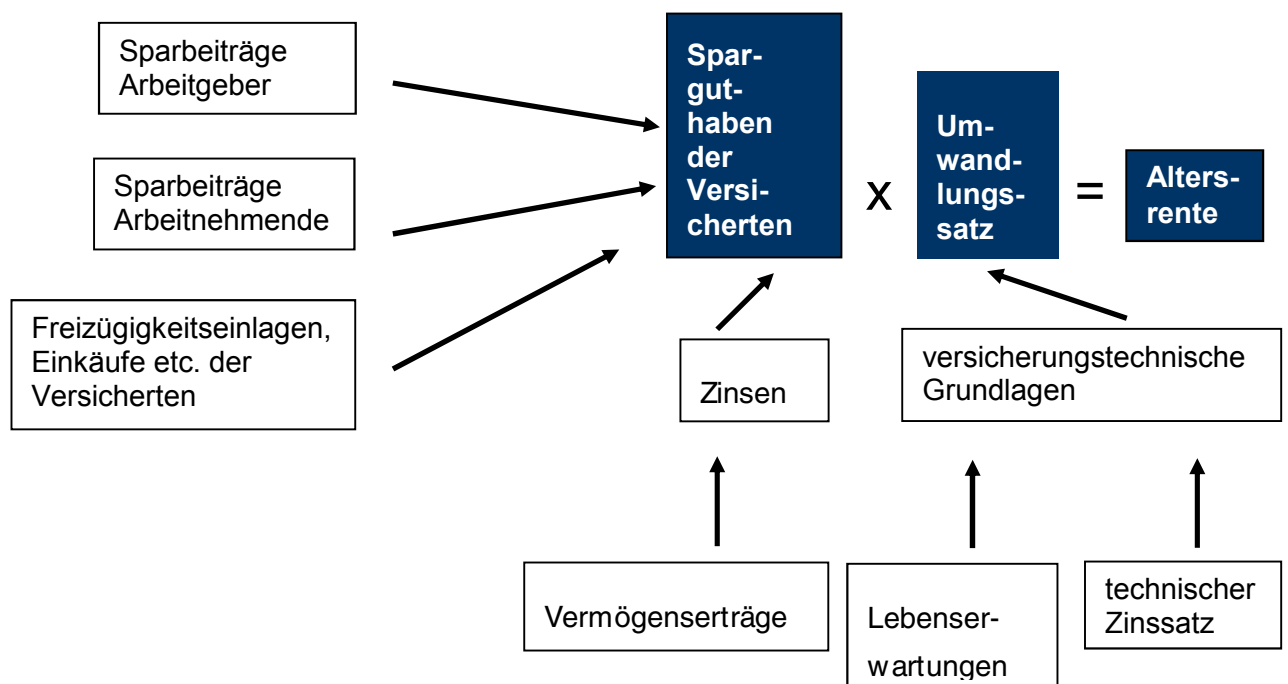 Sparbeiträge
Arbeitgeber
Sparbeiträge
Arbeitnehmende
Freizügigkeitseinlagen,
Einkäufe etc. der
Versicherten
Spar-
gut-
haben
der
Versi-
cherten
x
Um-
wand-
lungs-
satz
=
Alters-
rente
Zinsen
versicherungstechnische
Grundlagen
Vermögenserträge
Lebenser-
wartungen
technischer
Zinssatz